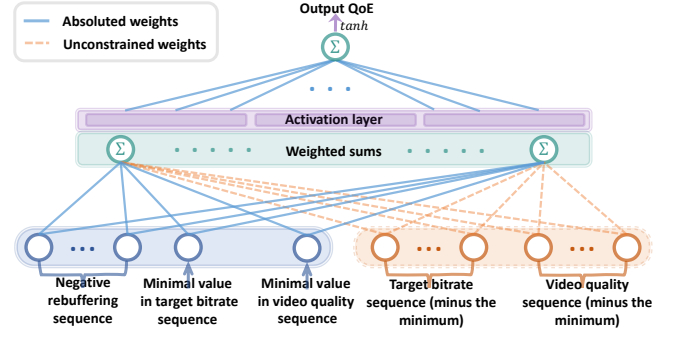 Output QoE
tanh
Σ
Absoluted weights
Unconstrained weights
Activation layer
Σ
Weighted sums
Σ
Negative
rebuffering
sequence
Minimal value
in target bitrate
sequence
Minimal value
in video quality
sequence
Target bitrate
sequence (minus the
minimum)
Video quality
sequence (minus the
minimum)